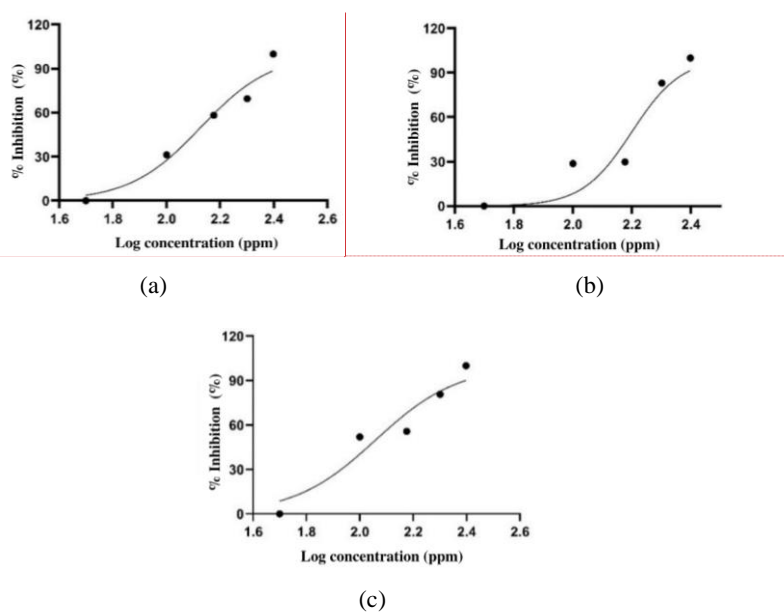 120
90
60
30
0
% Inhibition (%)
1.6 1.8 2.0 2.2 2.4 2.6
Log concentration (ppm)
(a)
120
90
60
30
0
% Inhibition (%)
1.6 1.8 2.0 2.2 2.4
Log concentration (ppm)
(b)
120
90
60
30
0
% Inhibition (%)
1.6 1.8 2.0 2.2 2.4 2.6
Log concentration (ppm)
(c)